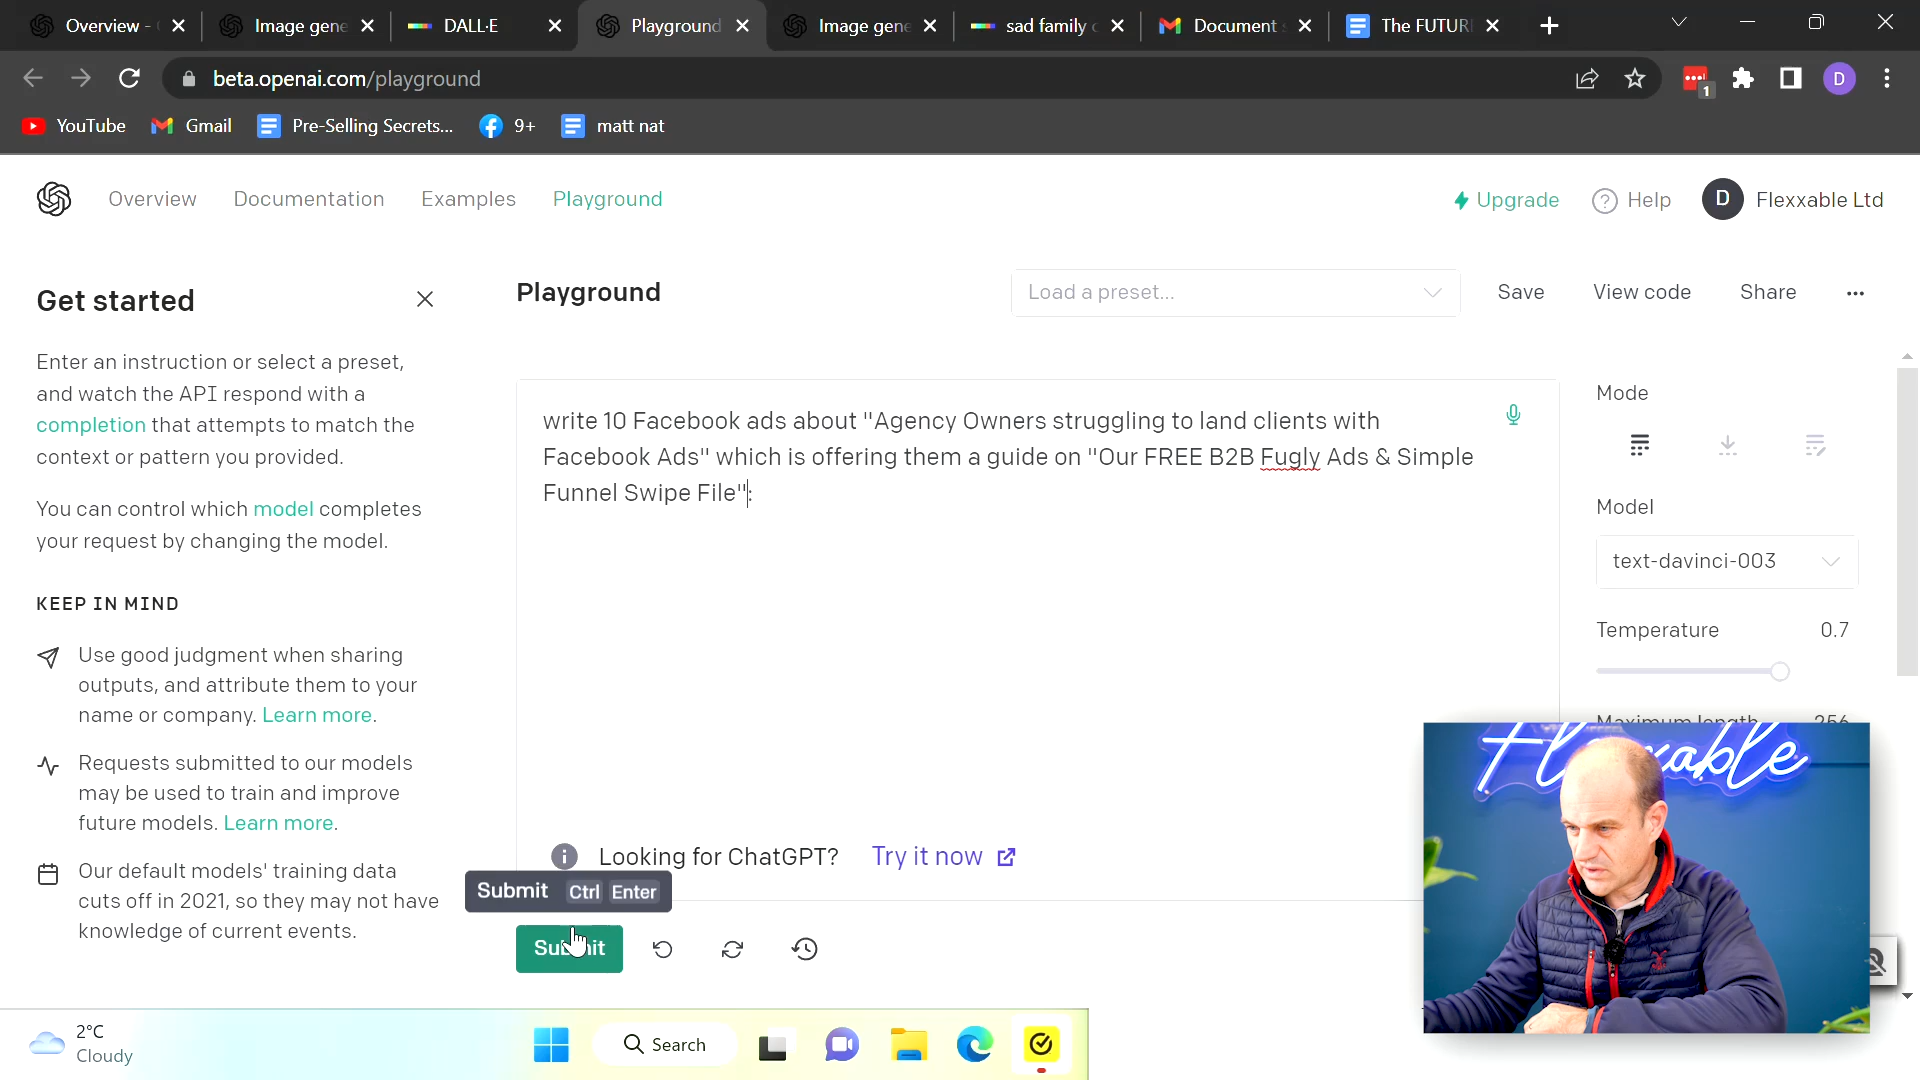 Overview -
Image gene
DALL·E
Playground
Image gene
sad family c
Document
The FUTUR
beta.openai.com/playground
1
D
YouTube
Gmail
Pre-Selling Secrets...
9+
matt nat
Overview
Documentation
Examples
Playground
Upgrade
Help
D
Flexxable Ltd
Get started
Enter an instruction or select a preset,
and watch the API respond with a
completion that attempts to match the
context or pattern you provided.
You can control which model completes
your request by changing the model.
KEEP IN MIND
Use good judgment when sharing
outputs, and attribute them to your
name or company. Learn more.
Requests submitted to our models
may be used to train and improve
future models. Learn more.
Our default models' training data
cuts off in 2021, so they may not have
knowledge of current events.
Playground
Load a preset...
Save
View code
Share
write 10 Facebook ads about "Agency Owners struggling to land clients with
Facebook Ads" which is offering them a guide on "Our FREE B2B Fugly Ads & Simple
Funnel Swipe File":
Looking for ChatGPT? Try it now
Submit Ctrl Enter
Submit
Mode
Model
text-davinci-003
Temperature 0.7
Maximum length 256
Flexxable
2°C
Cloudy
Search